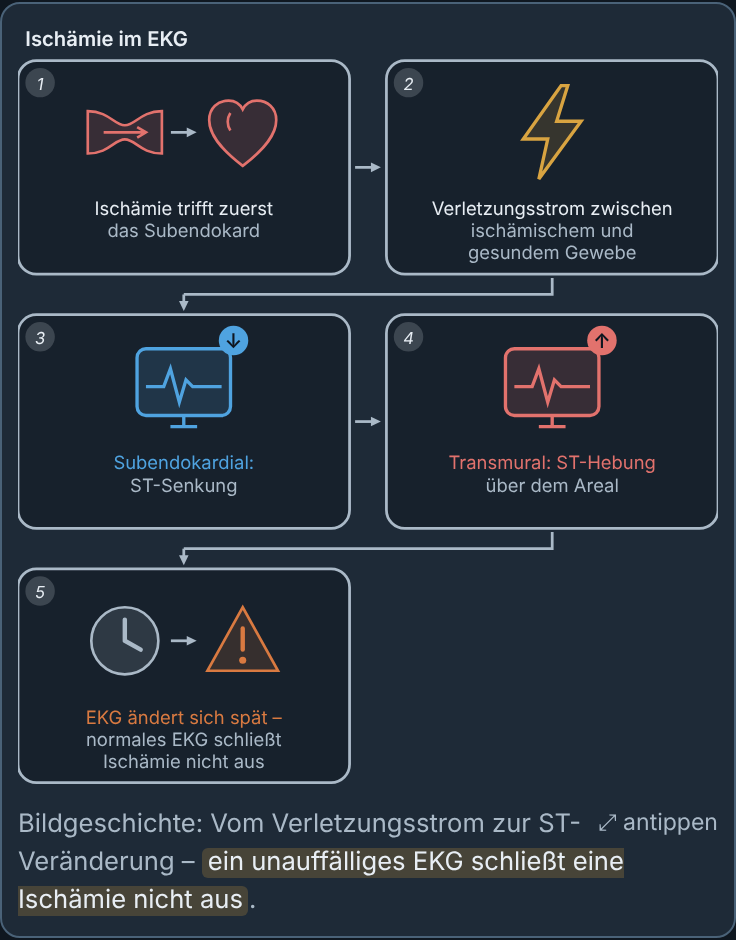 Ischämie im EKG
1
Ischämie trifft zuerst
das Subendokard
2
Verletzungsstrom zwischen
ischämischem und
gesundem Gewebe
3
Subendokardial:
ST-Senkung
4
Transmural: ST-Hebung
über dem Areal
5
EKG ändert sich spät –
normales EKG schließt
Ischämie nicht aus
Bildgeschichte: Vom Verletzungsstrom zur ST- ⤢ antippen
Veränderung – ein unauffälliges EKG schließt eine
Ischämie nicht aus.